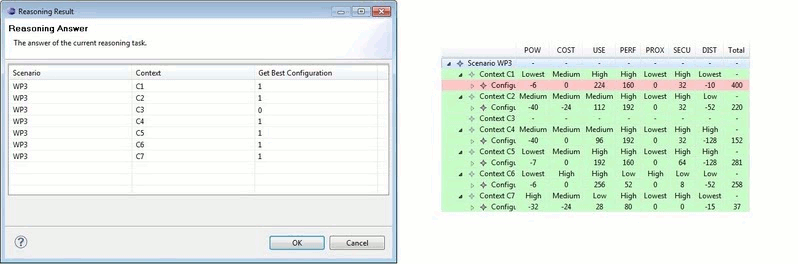 Reasoning Result
Reasoning Answer
The answer of the current reasoning task.
Scenario Context Get Best Configuration
WP3 C1 1
WP3 C2 1
WP3 C3 0
WP3 C4 1
WP3 C5 1
WP3 C6 1
WP3 C7 1
OK Cancel
POW COST USE PERF PROX SECU DIST Total
Scenario WP3 - - - - - - - -
Context C1 Lowest Medium High High Lowest High Lowest -
Configu -6 0 224 160 0 32 -10 400
Context C2 Medium Medium Medium High Lowest High Low -
Configu -40 -24 112 192 0 32 -52 220
Context C3 - - - - - - - -
Context C4 Medium Medium Medium High Lowest High High -
Configu -40 0 96 192 0 32 -128 152
Context C5 Lowest Medium High High Lowest High High -
Configu -7 0 192 160 0 64 -128 281
Context C6 Lowest High High Low High Low Low -
Configu -6 0 256 52 0 8 -52 258
Context C7 High High Low Medium Lowest High Lowest -
Configu -32 -24 28 80 0 0 -15 37